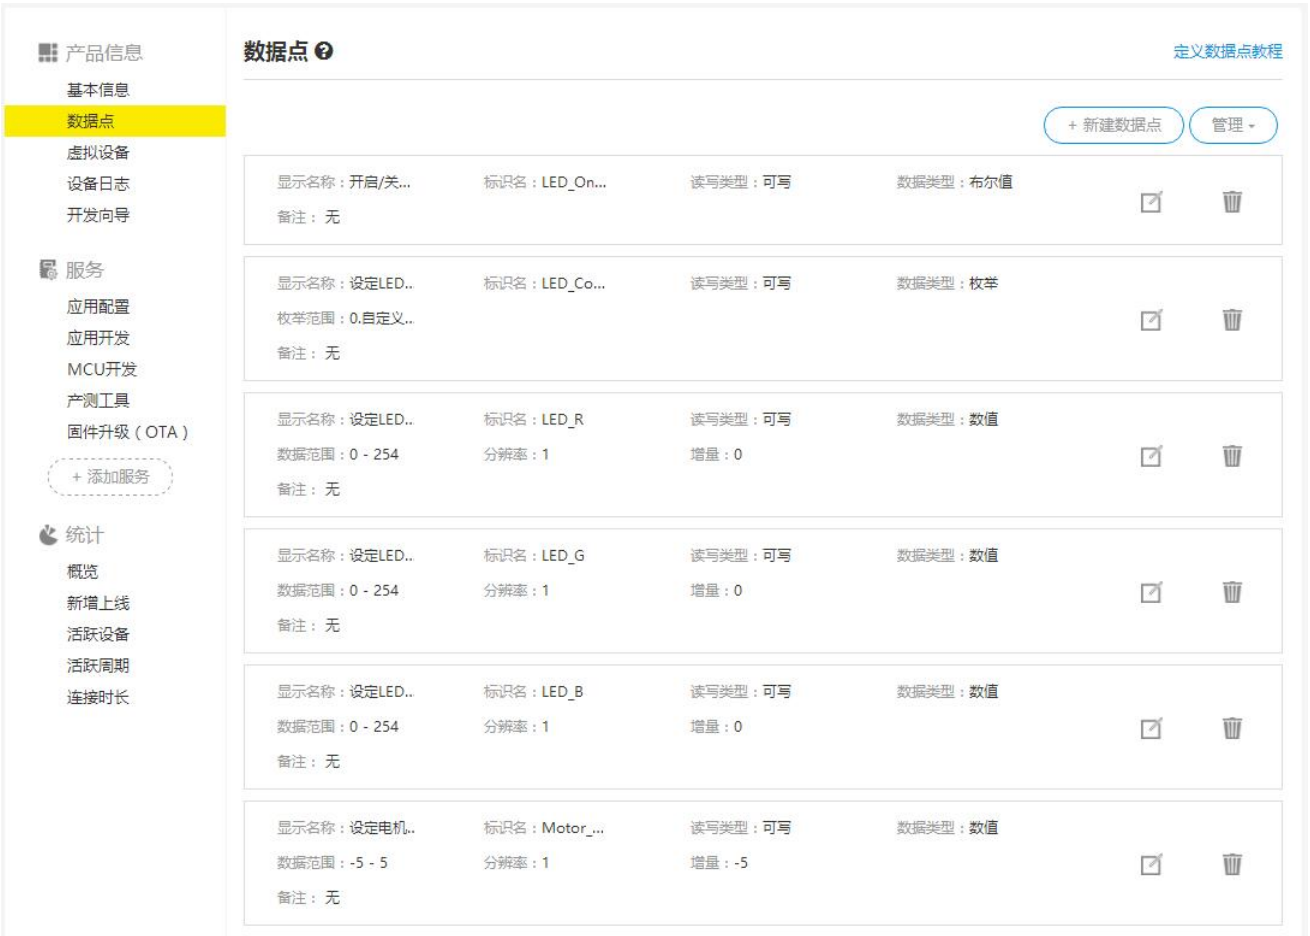 产品信息
基本信息
数据点
虚拟设备
设备日志
开发向导
服务
应用配置
应用开发
MCU开发
产测工具
固件升级（OTA）
+ 添加服务
统计
概览
新增上线
活跃设备
活跃周期
连接时长
数据点 ?
定义数据点教程
+ 新建数据点 管理
显示名称：开启/关... 标识名：LED_On... 读写类型：可写 数据类型：布尔值
备注： 无
显示名称：设定LED... 标识名：LED_Co... 读写类型：可写 数据类型：枚举
枚举范围：0.自定义...
备注： 无
显示名称：设定LED... 标识名：LED_R 读写类型：可写 数据类型：数值
数据范围：0 - 254 分辨率：1 增量：0
备注： 无
显示名称：设定LED... 标识名：LED_G 读写类型：可写 数据类型：数值
数据范围：0 - 254 分辨率：1 增量：0
备注： 无
显示名称：设定LED... 标识名：LED_B 读写类型：可写 数据类型：数值
数据范围：0 - 254 分辨率：1 增量：0
备注： 无
显示名称：设定电机... 标识名：Motor_... 读写类型：可写 数据类型：数值
数据范围：-5 - 5 分辨率：1 增量：-5
备注： 无